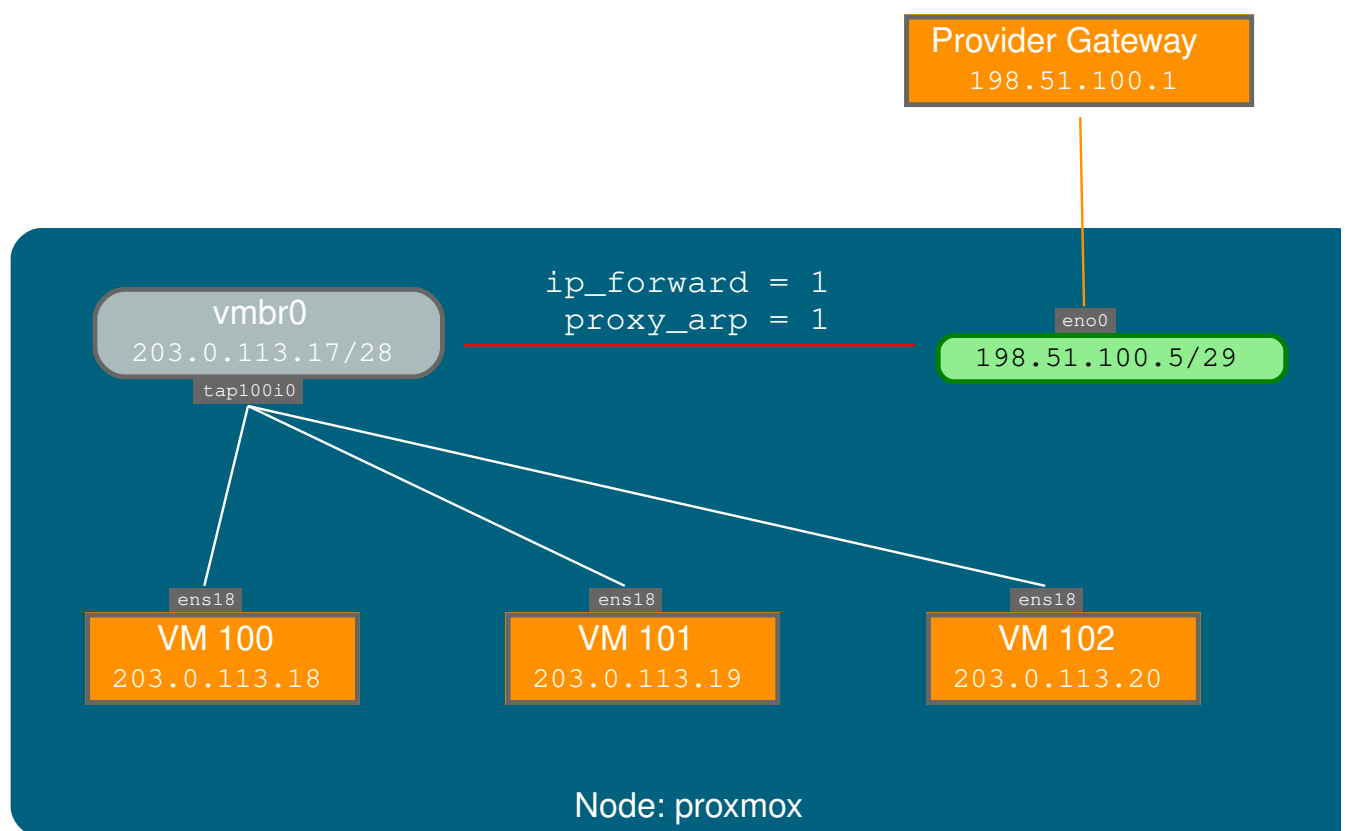 Provider Gateway
198.51.100.1
ip_forward = 1
proxy_arp = 1
vmbr0
203.0.113.17/28
tap100i0
eno0
198.51.100.5/29
ens18
VM 100
203.0.113.18
ens18
VM 101
203.0.113.19
ens18
VM 102
203.0.113.20
Node: proxmox